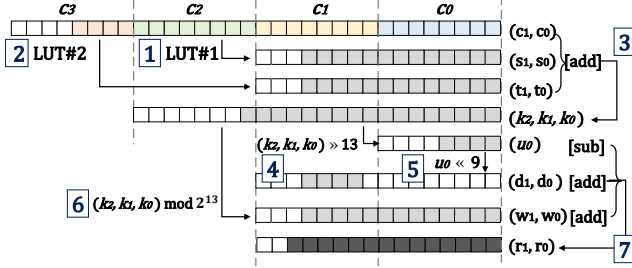 C3 C2 C1 C0
(c₁, c₀)
2 LUT#2 1 LUT#1 (s₁, s₀) [add] 3
(t₁, t₀)
(k₂, k₁, k₀)
(k₂, k₁, k₀) » 13 (u₀) [sub]
4 5 u₀ « 9
(d₁, d₀) [add]
6 (k₂, k₁, k₀) mod 2¹³ (w₁, w₀) [add]
(r₁, r₀) 7